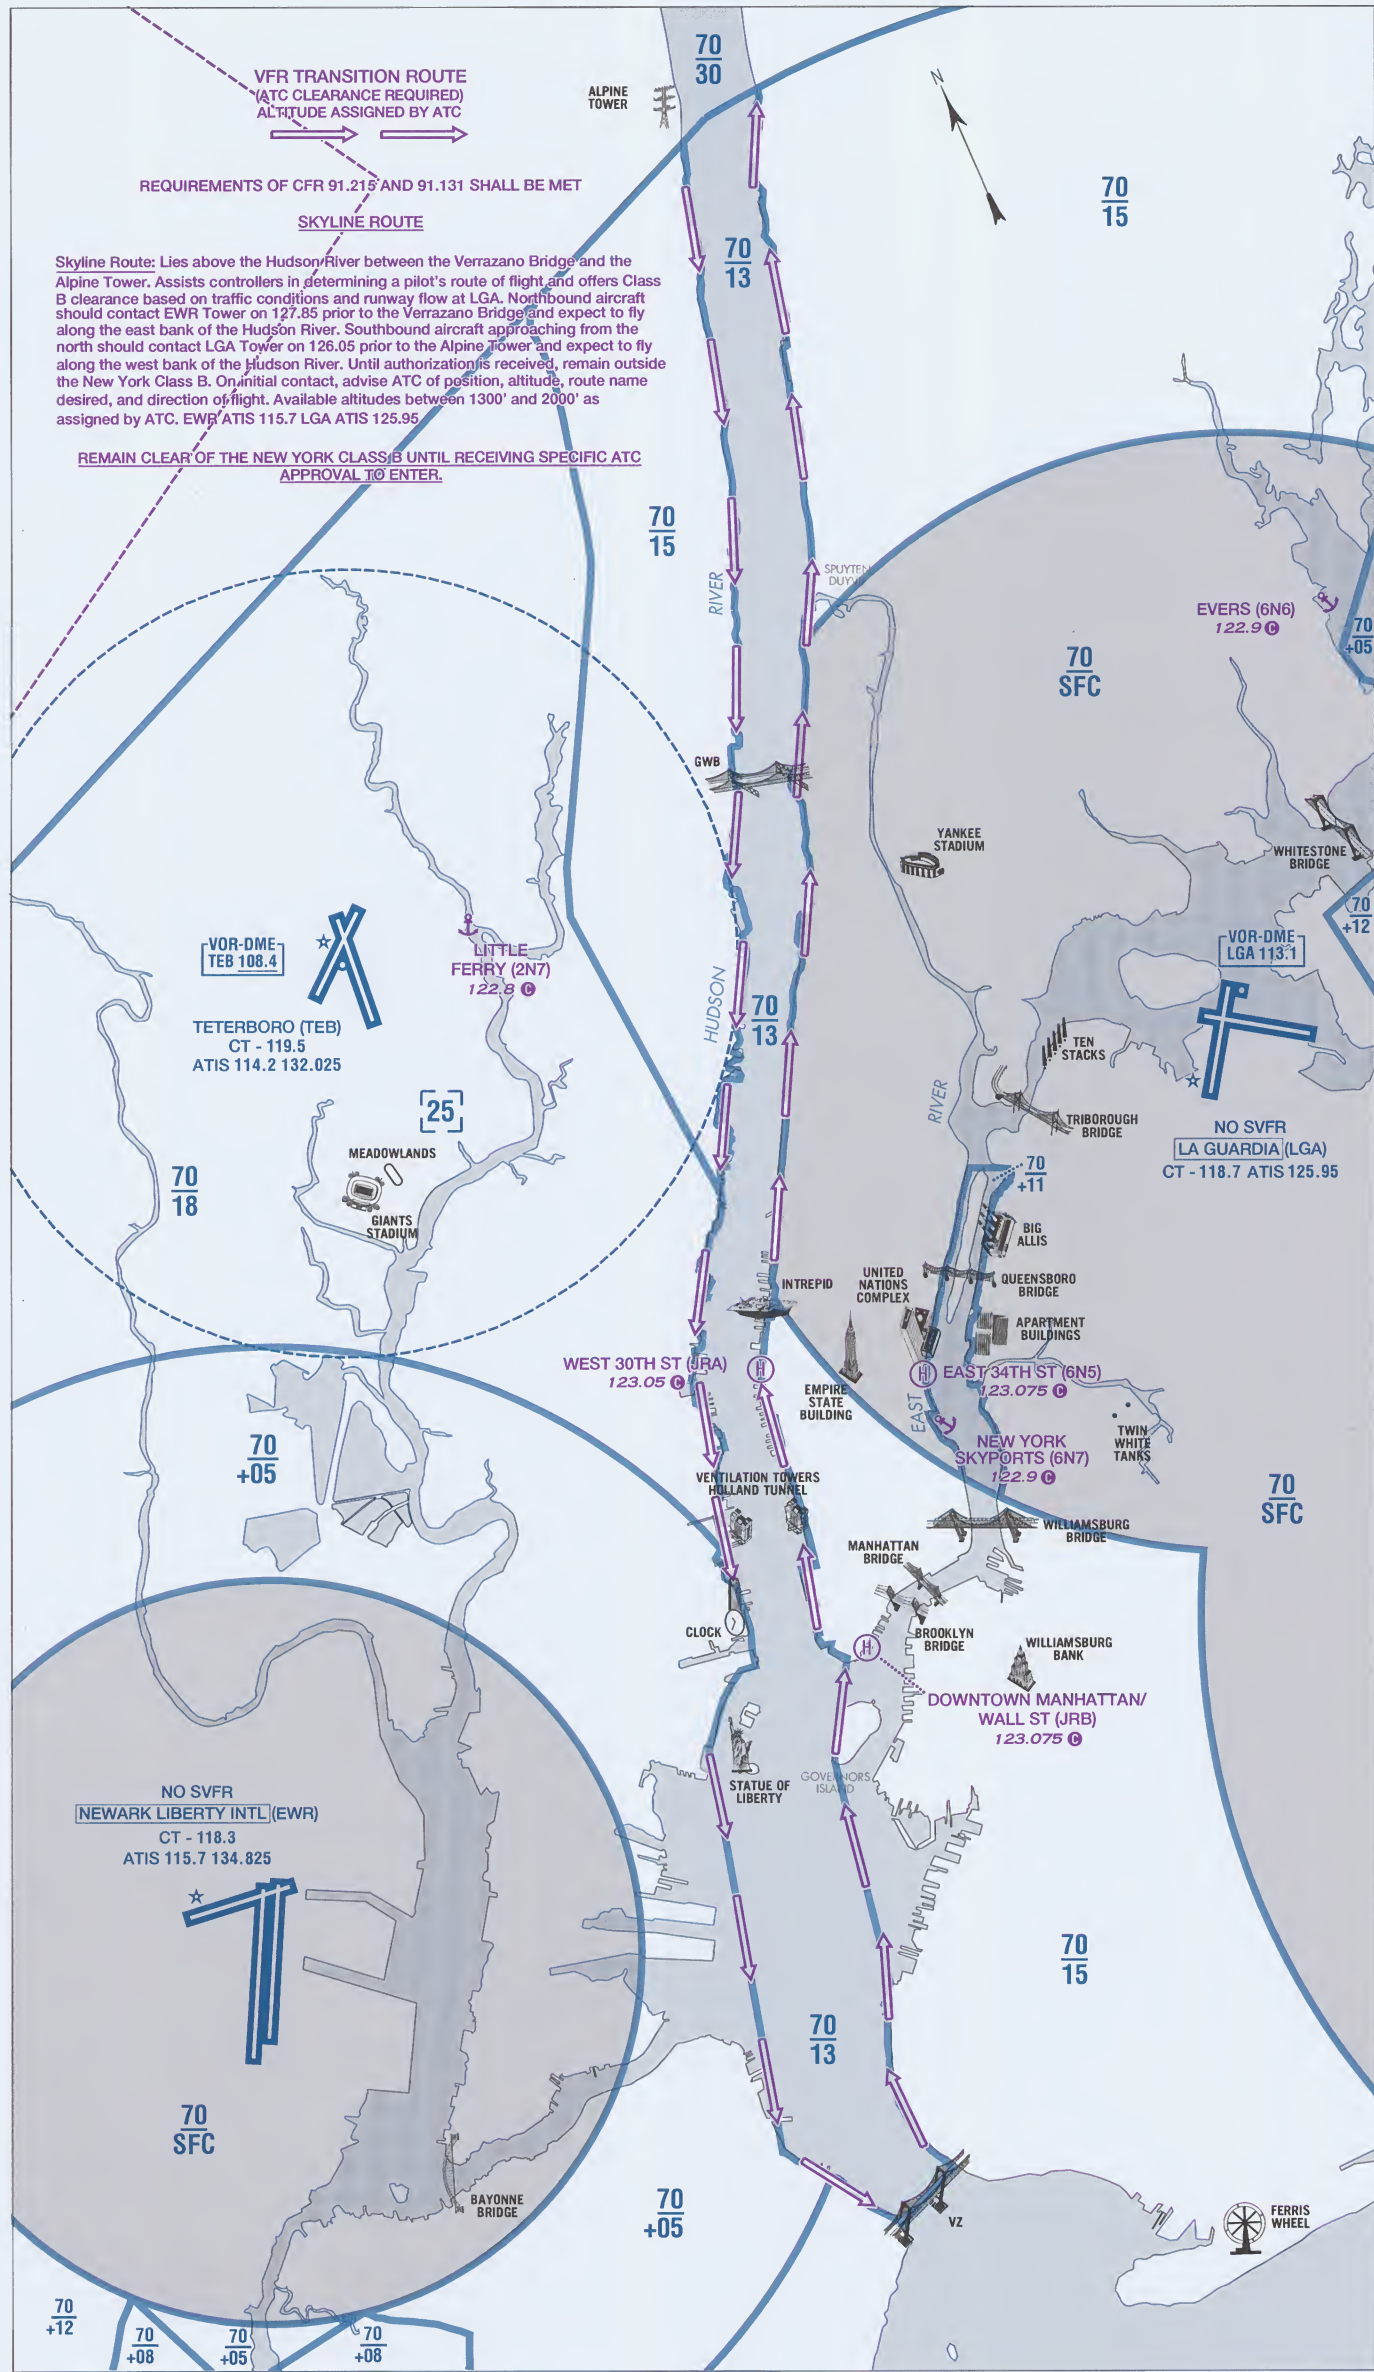 70
30
ALPINE
TOWER
N
VFR TRANSITION ROUTE
(ATC CLEARANCE REQUIRED)
ALTITUDE ASSIGNED BY ATC
REQUIREMENTS OF CFR 91.215 AND 91.131 SHALL BE MET
SKYLINE ROUTE
Skyline Route: Lies above the Hudson River between the Verrazano Bridge and the
Alpine Tower. Assists controllers in determining a pilot's route of flight and offers Class
B clearance based on traffic conditions and runway flow at LGA. Northbound aircraft
should contact EWR Tower on 127.85 prior to the Verrazano Bridge and expect to fly
along the east bank of the Hudson River. Southbound aircraft approaching from the
north should contact LGA Tower on 126.05 prior to the Alpine Tower and expect to fly
along the west bank of the Hudson River. Until authorization is received, remain outside
the New York Class B. On initial contact, advise ATC of position, altitude, route name
desired, and direction of flight. Available altitudes between 1300' and 2000' as
assigned by ATC. EWR ATIS 115.7 LGA ATIS 125.95
REMAIN CLEAR OF THE NEW YORK CLASS B UNTIL RECEIVING SPECIFIC ATC
APPROVAL TO ENTER.
70
15
70
13
70
15
RIVER
SPUYTEN
DUYVIL
EVERS (6N6)
122.9 C
70
+05
70
SFC
GWB
YANKEE
STADIUM
WHITESTONE
BRIDGE
70
+12
VOR-DME
TEB 108.4
LITTLE
FERRY (2N7)
122.8 C
TETERBORO (TEB)
CT - 119.5
ATIS 114.2 132.025
HUDSON
70
13
VOR-DME
LGA 113.1
TEN
STACKS
RIVER
TRIBOROUGH
BRIDGE
NO SVFR
LA GUARDIA (LGA)
CT - 118.7 ATIS 125.95
25
MEADOWLANDS
GIANTS
STADIUM
70
18
70
+11
BIG
ALLIS
UNITED
NATIONS
COMPLEX
QUEENSBORO
BRIDGE
INTREPID
APARTMENT
BUILDINGS
WEST 30TH ST (JRA)
123.05 C
H
EMPIRE
STATE
BUILDING
H
EAST 34TH ST (6N5)
123.075 C
EAST
NEW YORK
SKYPORTS (6N7)
122.9 C
TWIN
WHITE
TANKS
70
+05
VENTILATION TOWERS
HOLLAND TUNNEL
70
SFC
WILLIAMSBURG
BRIDGE
MANHATTAN
BRIDGE
CLOCK
BROOKLYN
BRIDGE
H
WILLIAMSBURG
BANK
DOWNTOWN MANHATTAN/
WALL ST (JRB)
123.075 C
STATUE OF
LIBERTY
GOVERNORS
ISLAND
NO SVFR
NEWARK LIBERTY INTL (EWR)
CT - 118.3
ATIS 115.7 134.825
70
15
70
13
70
SFC
BAYONNE
BRIDGE
70
+05
VZ
FERRIS
WHEEL
70
+12
70
+08
70
+05
70
+08